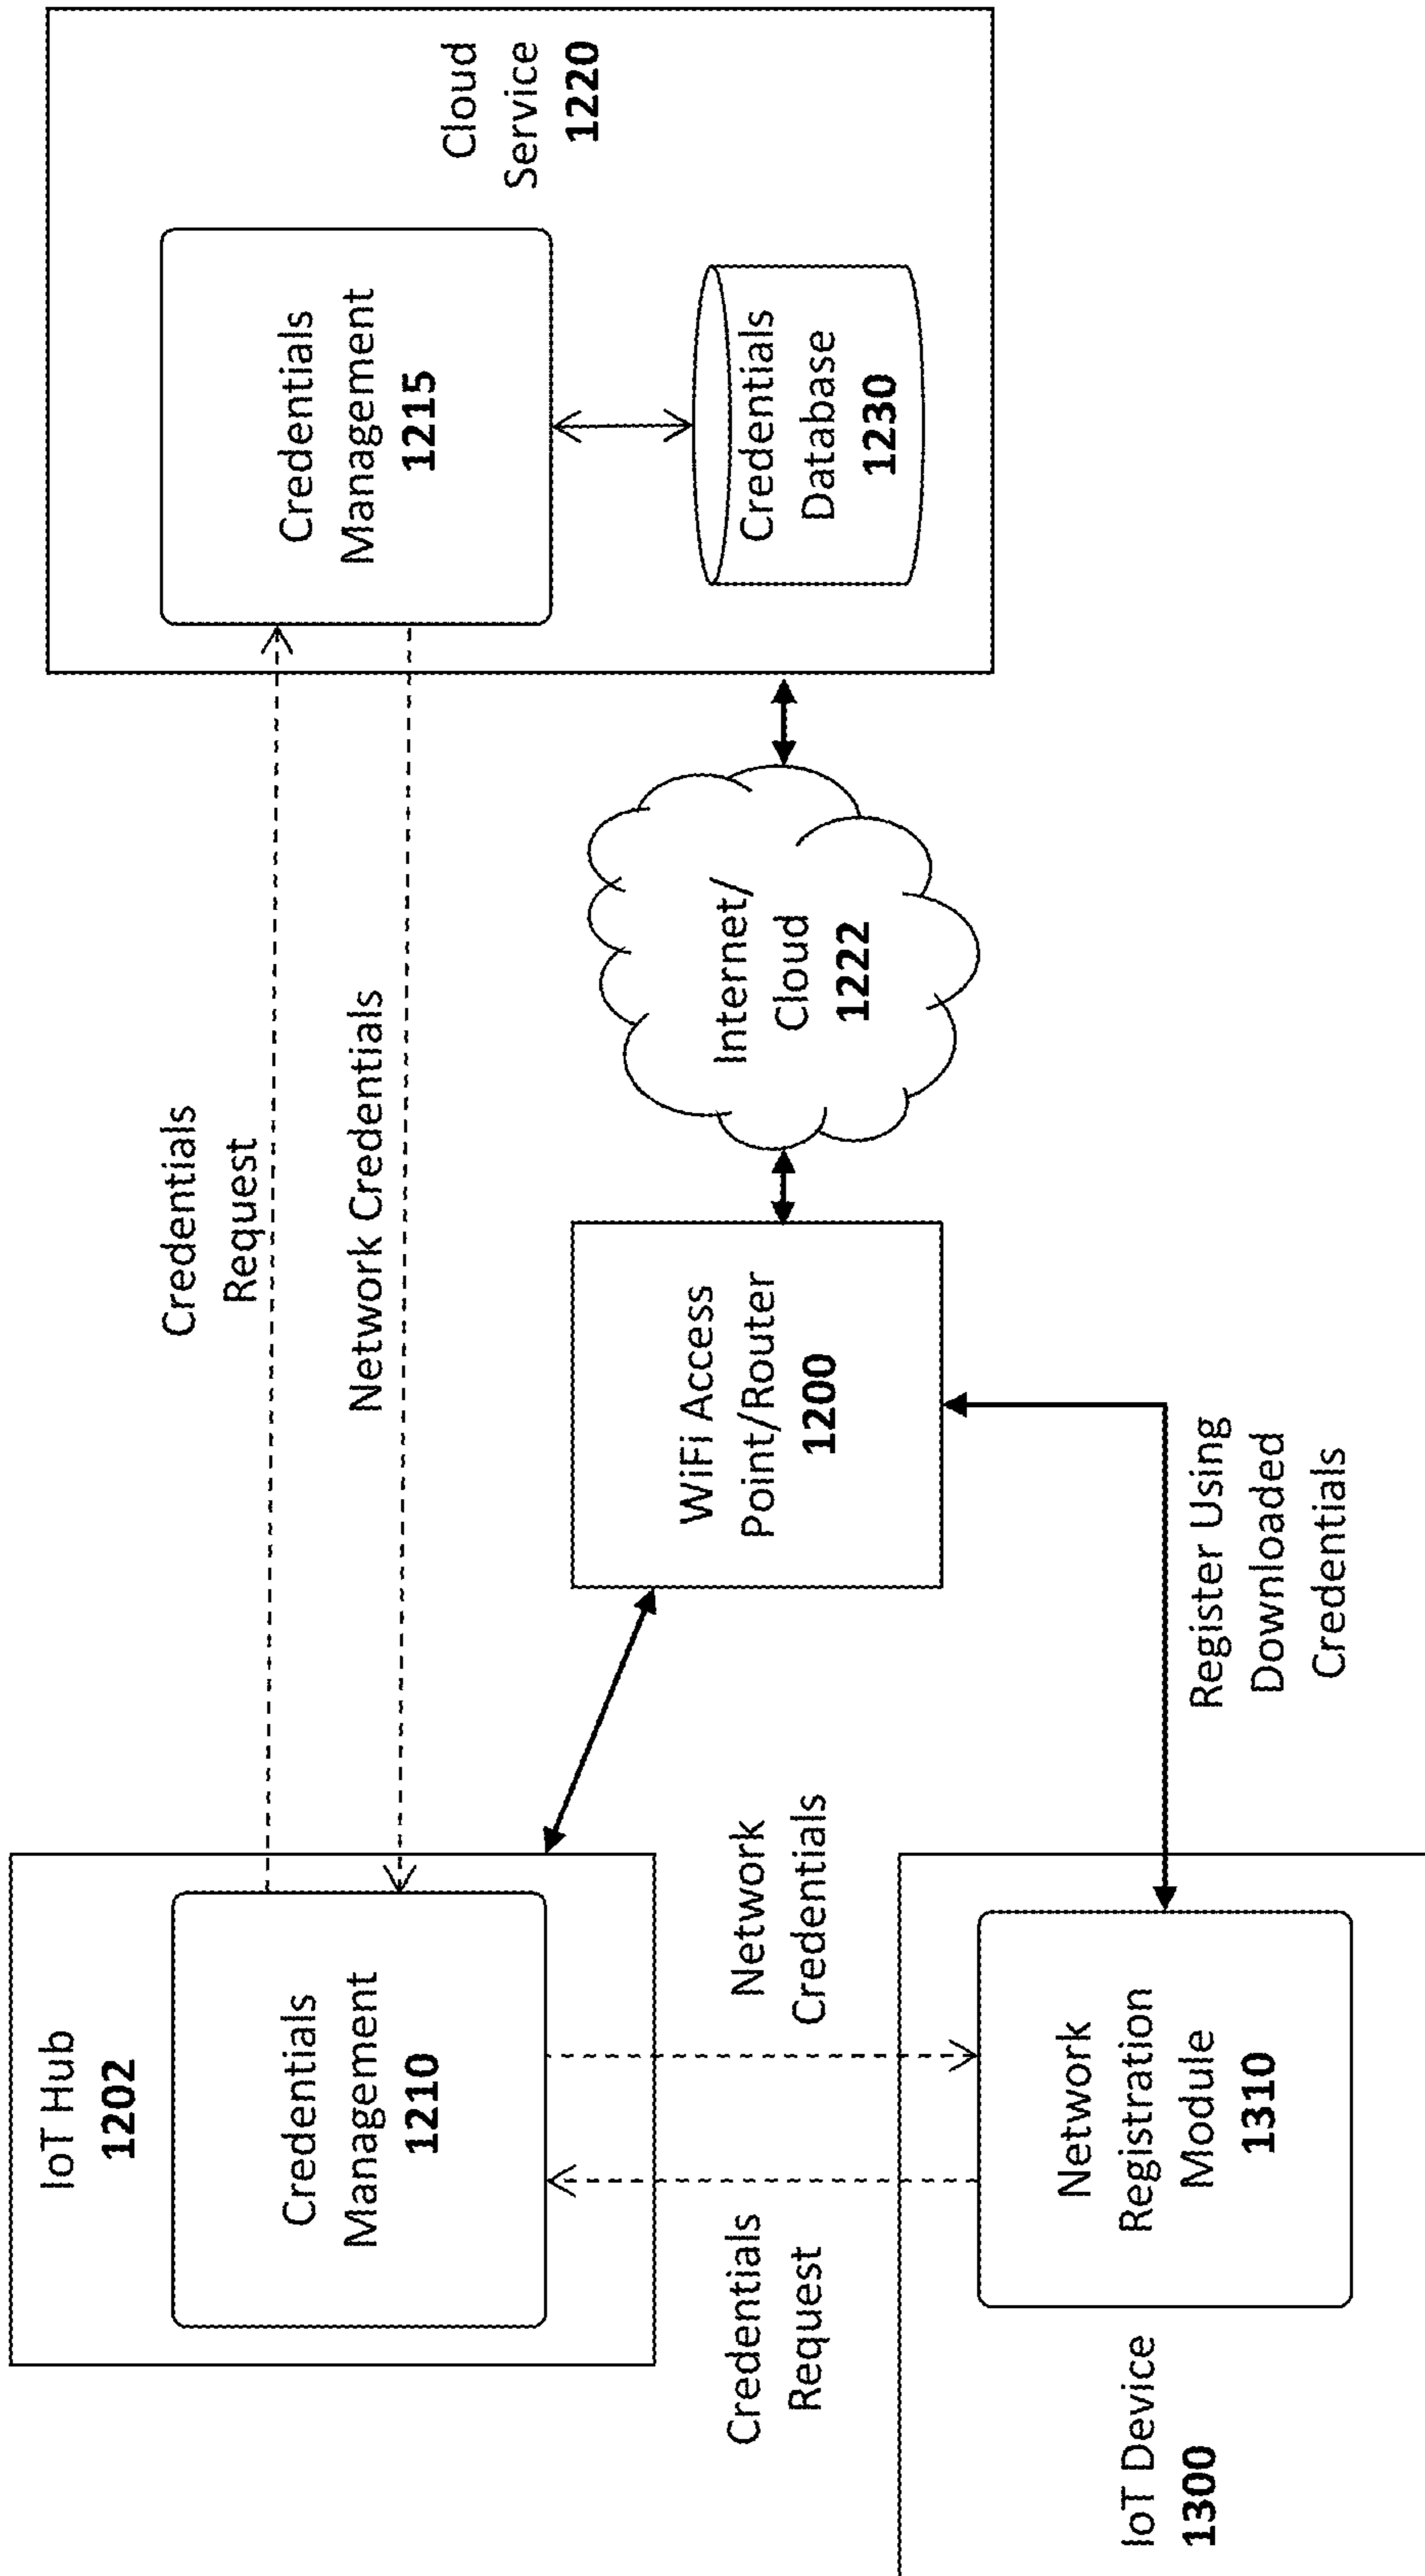 IoT Hub
1202
Credentials
Management
1210
Credentials
Request
Network Credentials
Cloud
Service
1220
Credentials
Management
1215
Credentials
Database
1230
Internet/
Cloud
1222
WiFi Access
Point/Router
1200
Credentials
Request
Network
Credentials
IoT Device
1300
Network
Registration
Module
1310
Register Using
Downloaded
Credentials